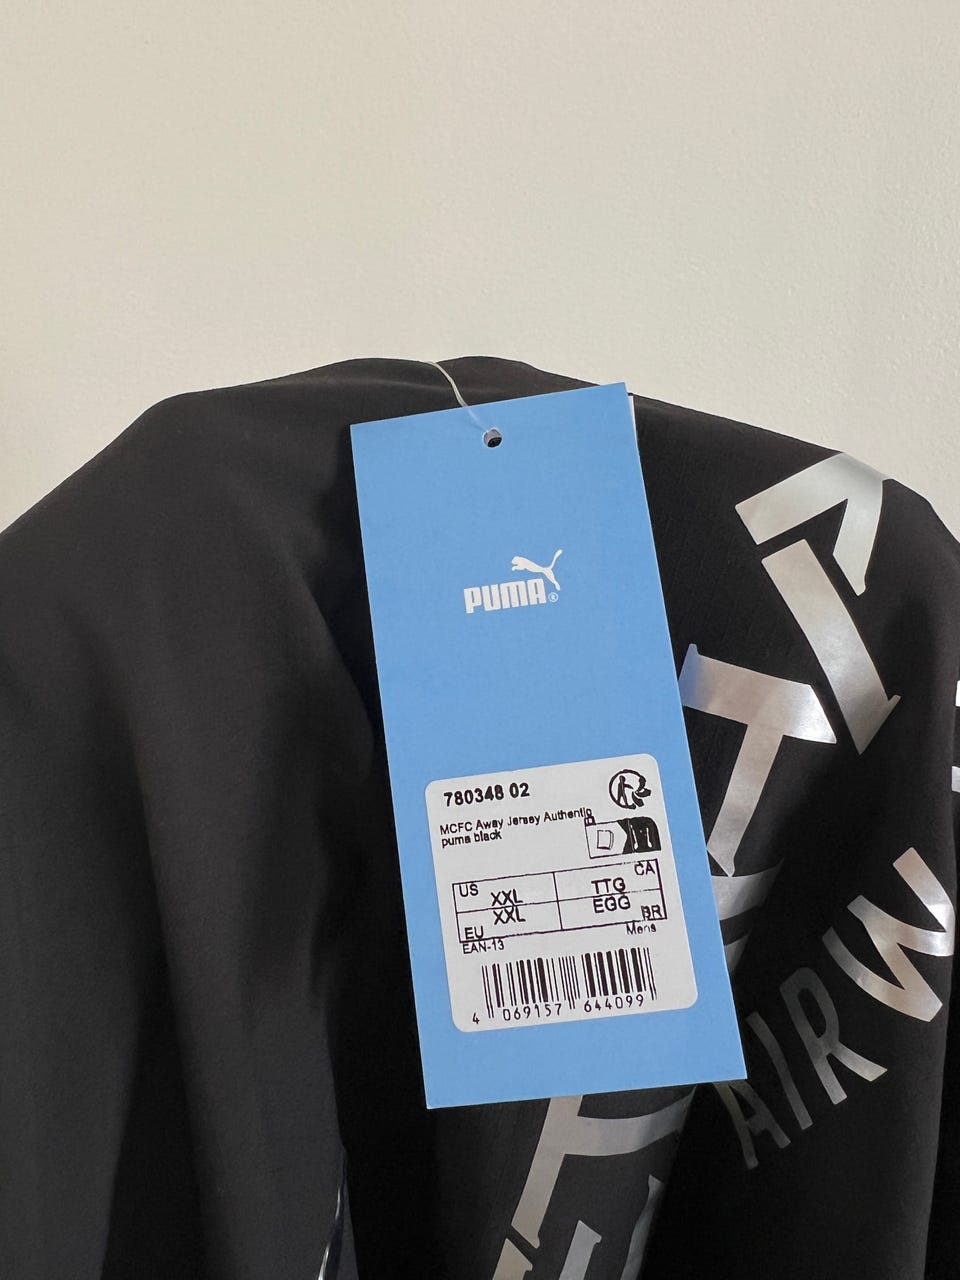 PUMA®
780348 02
MCFC Away Jersey Authentic
puma black
US XXL TTG CA
EU XXL EGG BR
EAN-13 Mens
4 069157 644099
AIRW